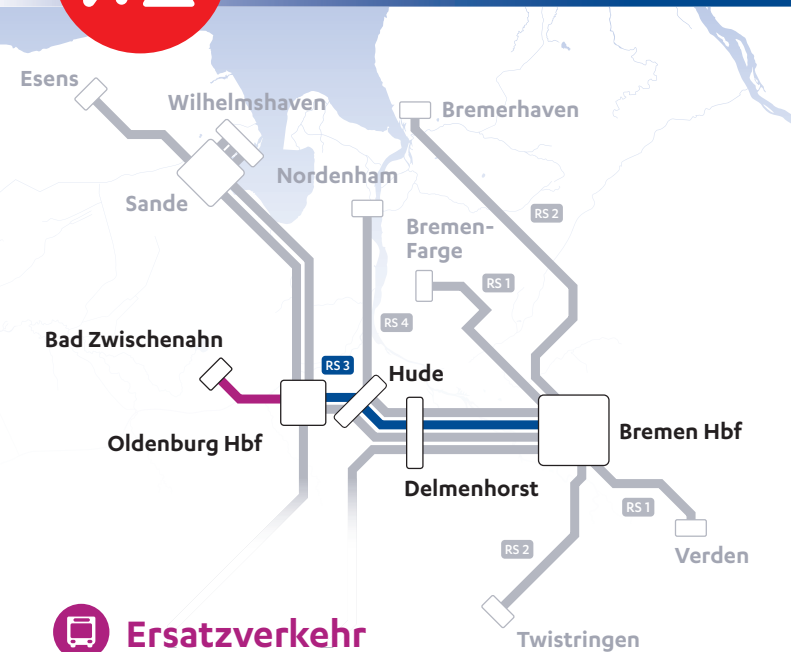 Esens
Wilhelmshaven
Bremerhaven
Nordenham
Sande
RS 2
Bremen-
Farge
RS 1
RS 4
Bad Zwischenahn
RS 3
Hude
Oldenburg Hbf
Bremen Hbf
Delmenhorst
RS 1
RS 2
Verden
Ersatzverkehr
Twistringen